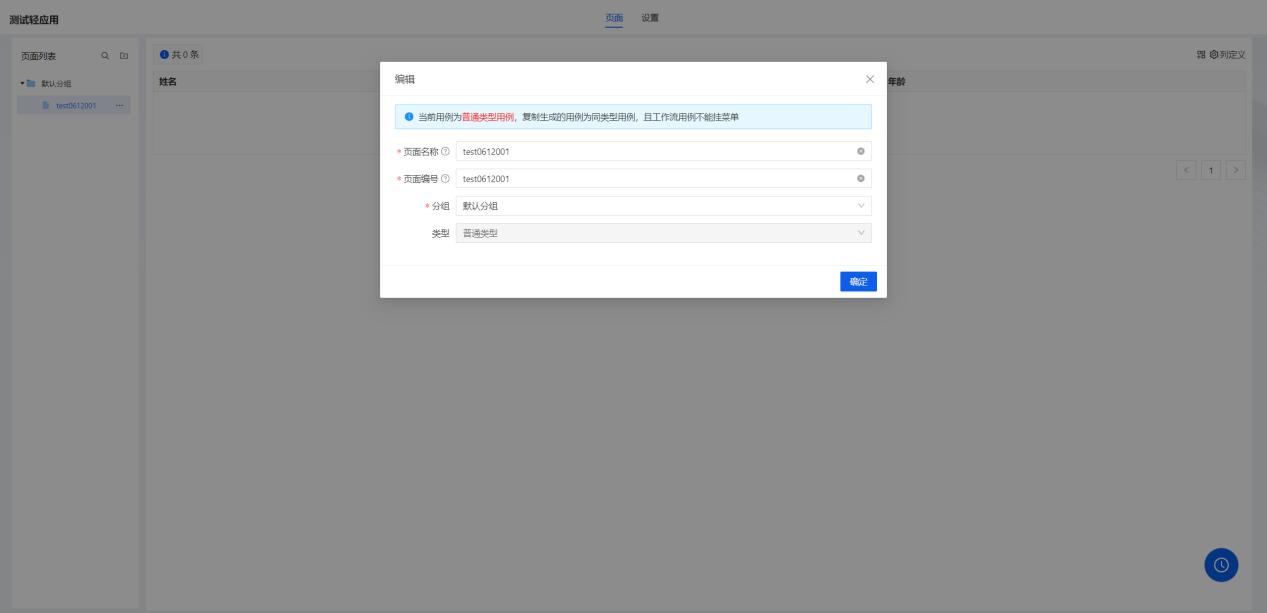 测试轻应用
页面 设置
页面列表
默认分组
test0612001 ···
共 0 条
列定义
姓名
年龄
< 1 >
编辑
当前用例为普通类型用例，复制生成的用例为同类型用例，且工作流用例不能挂菜单
* 页面名称 test0612001
* 页面编号 test0612001
* 分组 默认分组
类型 普通类型
确定